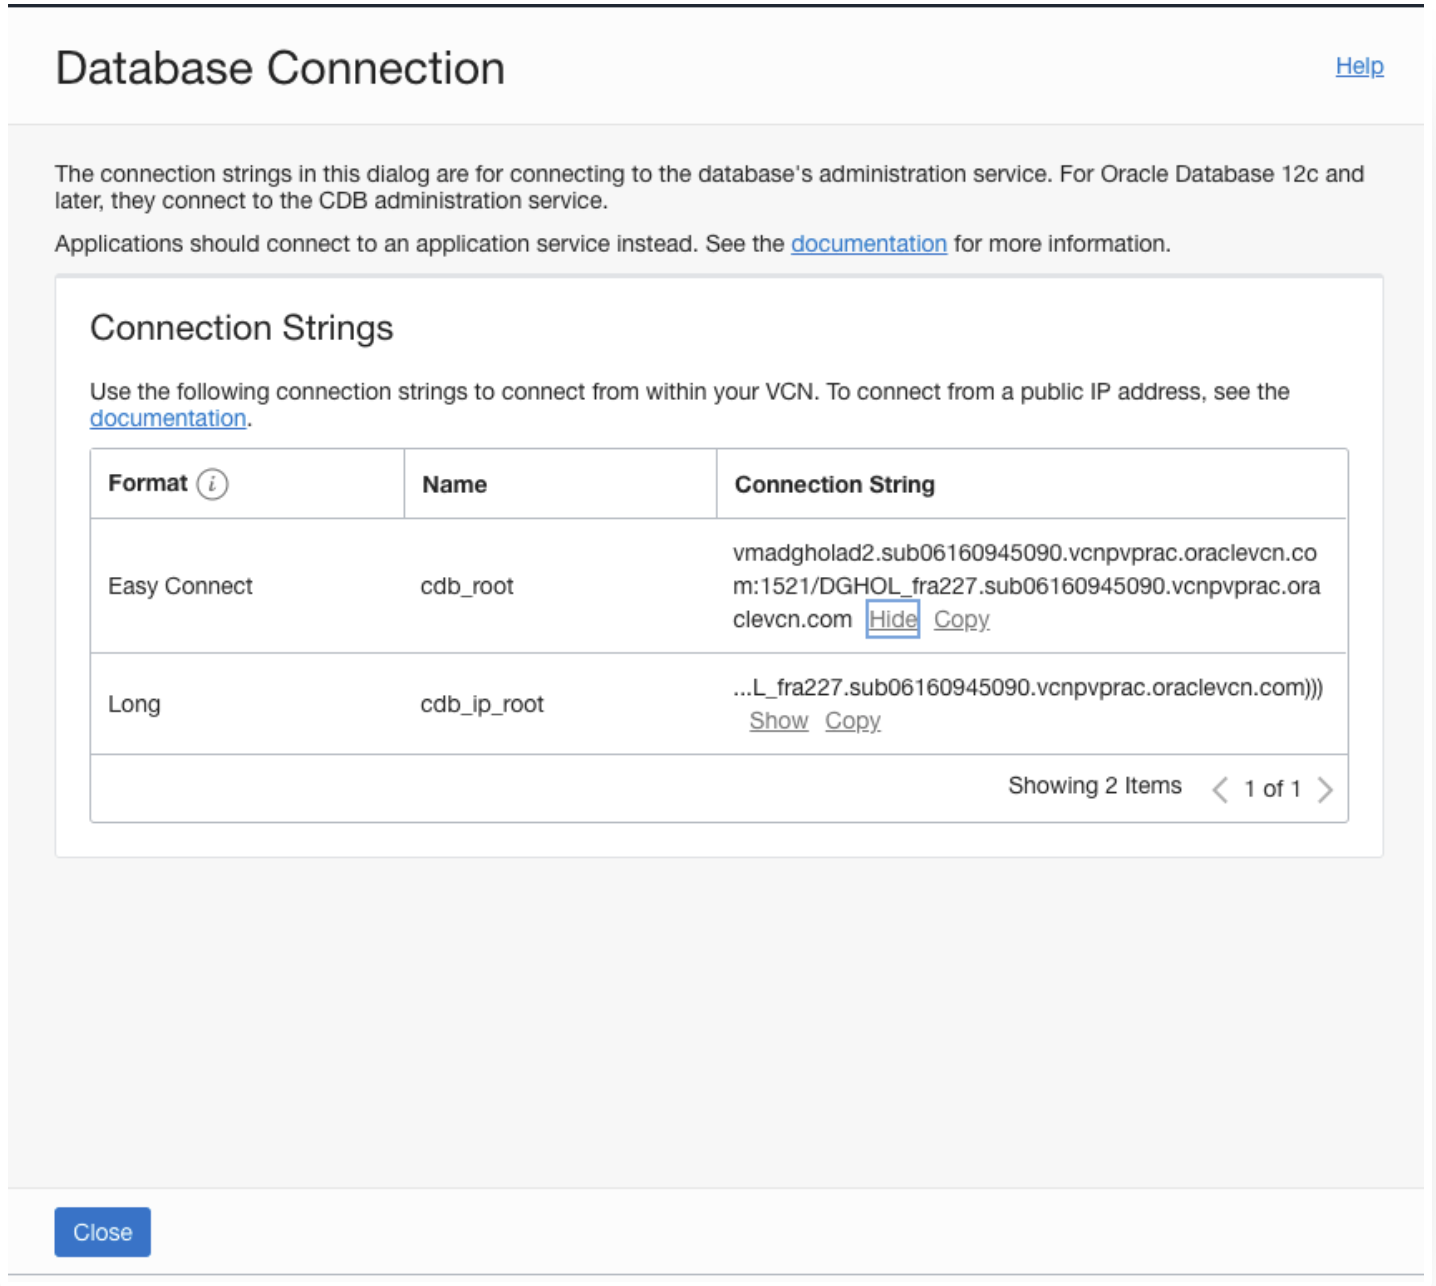 Database Connection
Help
The connection strings in this dialog are for connecting to the database's administration service. For Oracle Database 12c and
later, they connect to the CDB administration service.
Applications should connect to an application service instead. See the documentation for more information.
Connection Strings
Use the following connection strings to connect from within your VCN. To connect from a public IP address, see the
documentation.
Format i
Name
Connection String
Easy Connect
cdb_root
vmadgholad2.sub06160945090.vcnpvprac.oraclevcn.co
m:1521/DGHOL_fra227.sub06160945090.vcnpvprac.ora
clevcn.com Hide Copy
Long
cdb_ip_root
...L_fra227.sub06160945090.vcnpvprac.oraclevcn.com)))
Show Copy
Showing 2 Items < 1 of 1 >
Close